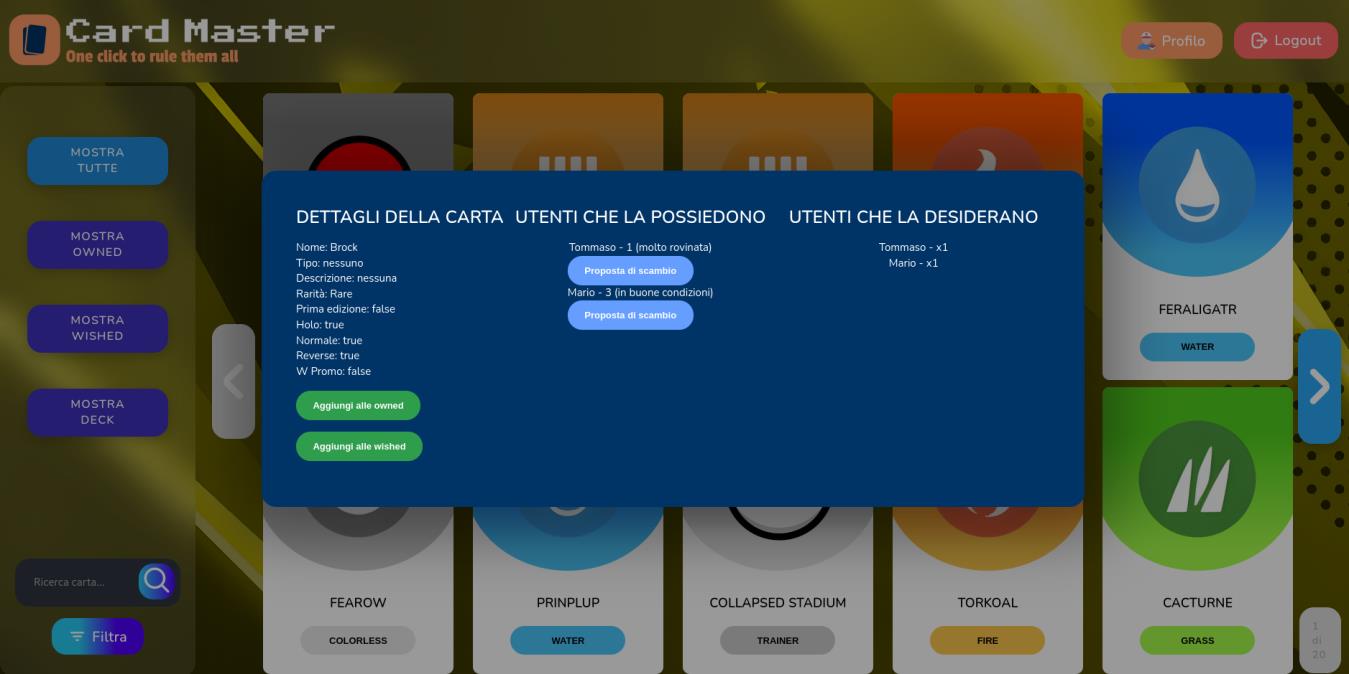 Card Master
One click to rule them all
Profilo
Logout
MOSTRA
TUTTE
MOSTRA
OWNED
MOSTRA
WISHED
MOSTRA
DECK
Ricerca carta...
Filtra
DETTAGLI DELLA CARTA
Nome: Brock
Tipo: nessuno
Descrizione: nessuna
Rarità: Rare
Prima edizione: false
Holo: true
Normale: true
Reverse: true
W Promo: false
Aggiungi alle owned
Aggiungi alle wished
UTENTI CHE LA POSSIEDONO
Tommaso - 1 (molto rovinata)
Proposta di scambio
Mario - 3 (in buone condizioni)
Proposta di scambio
UTENTI CHE LA DESIDERANO
Tommaso - x1
Mario - x1
FERALIGATR
WATER
FEAROW
COLORLESS
PRINPLUP
WATER
COLLAPSED STADIUM
TRAINER
TORKOAL
FIRE
CACTURNE
GRASS
1
di
20